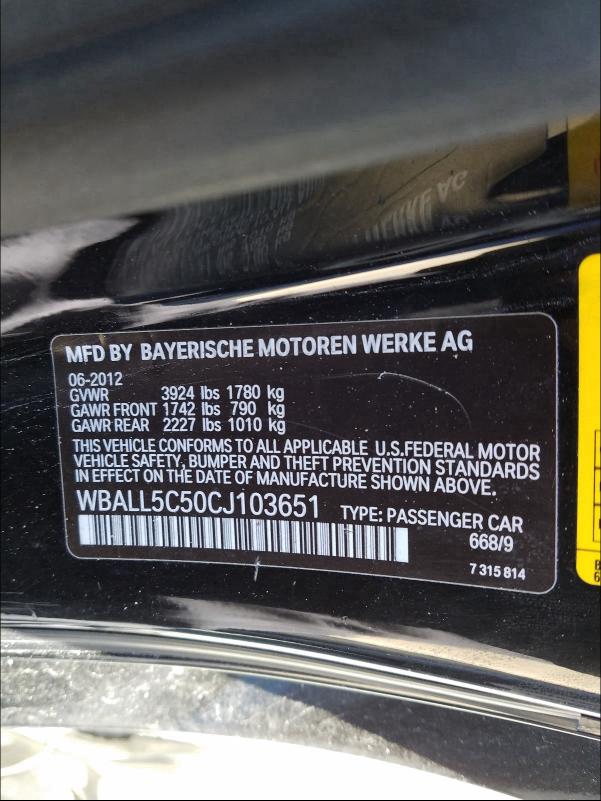 MFD BY BAYERISCHE MOTOREN WERKE AG
06-2012
GVWR 3924 lbs 1780 kg
GAWR FRONT 1742 lbs 790 kg
GAWR REAR 2227 lbs 1010 kg
THIS VEHICLE CONFORMS TO ALL APPLICABLE U.S.FEDERAL MOTOR
VEHICLE SAFETY, BUMPER AND THEFT PREVENTION STANDARDS
IN EFFECT ON THE DATE OF MANUFACTURE SHOWN ABOVE.
WBALL5C50CJ103651 TYPE: PASSENGER CAR
668/9
7 315 814